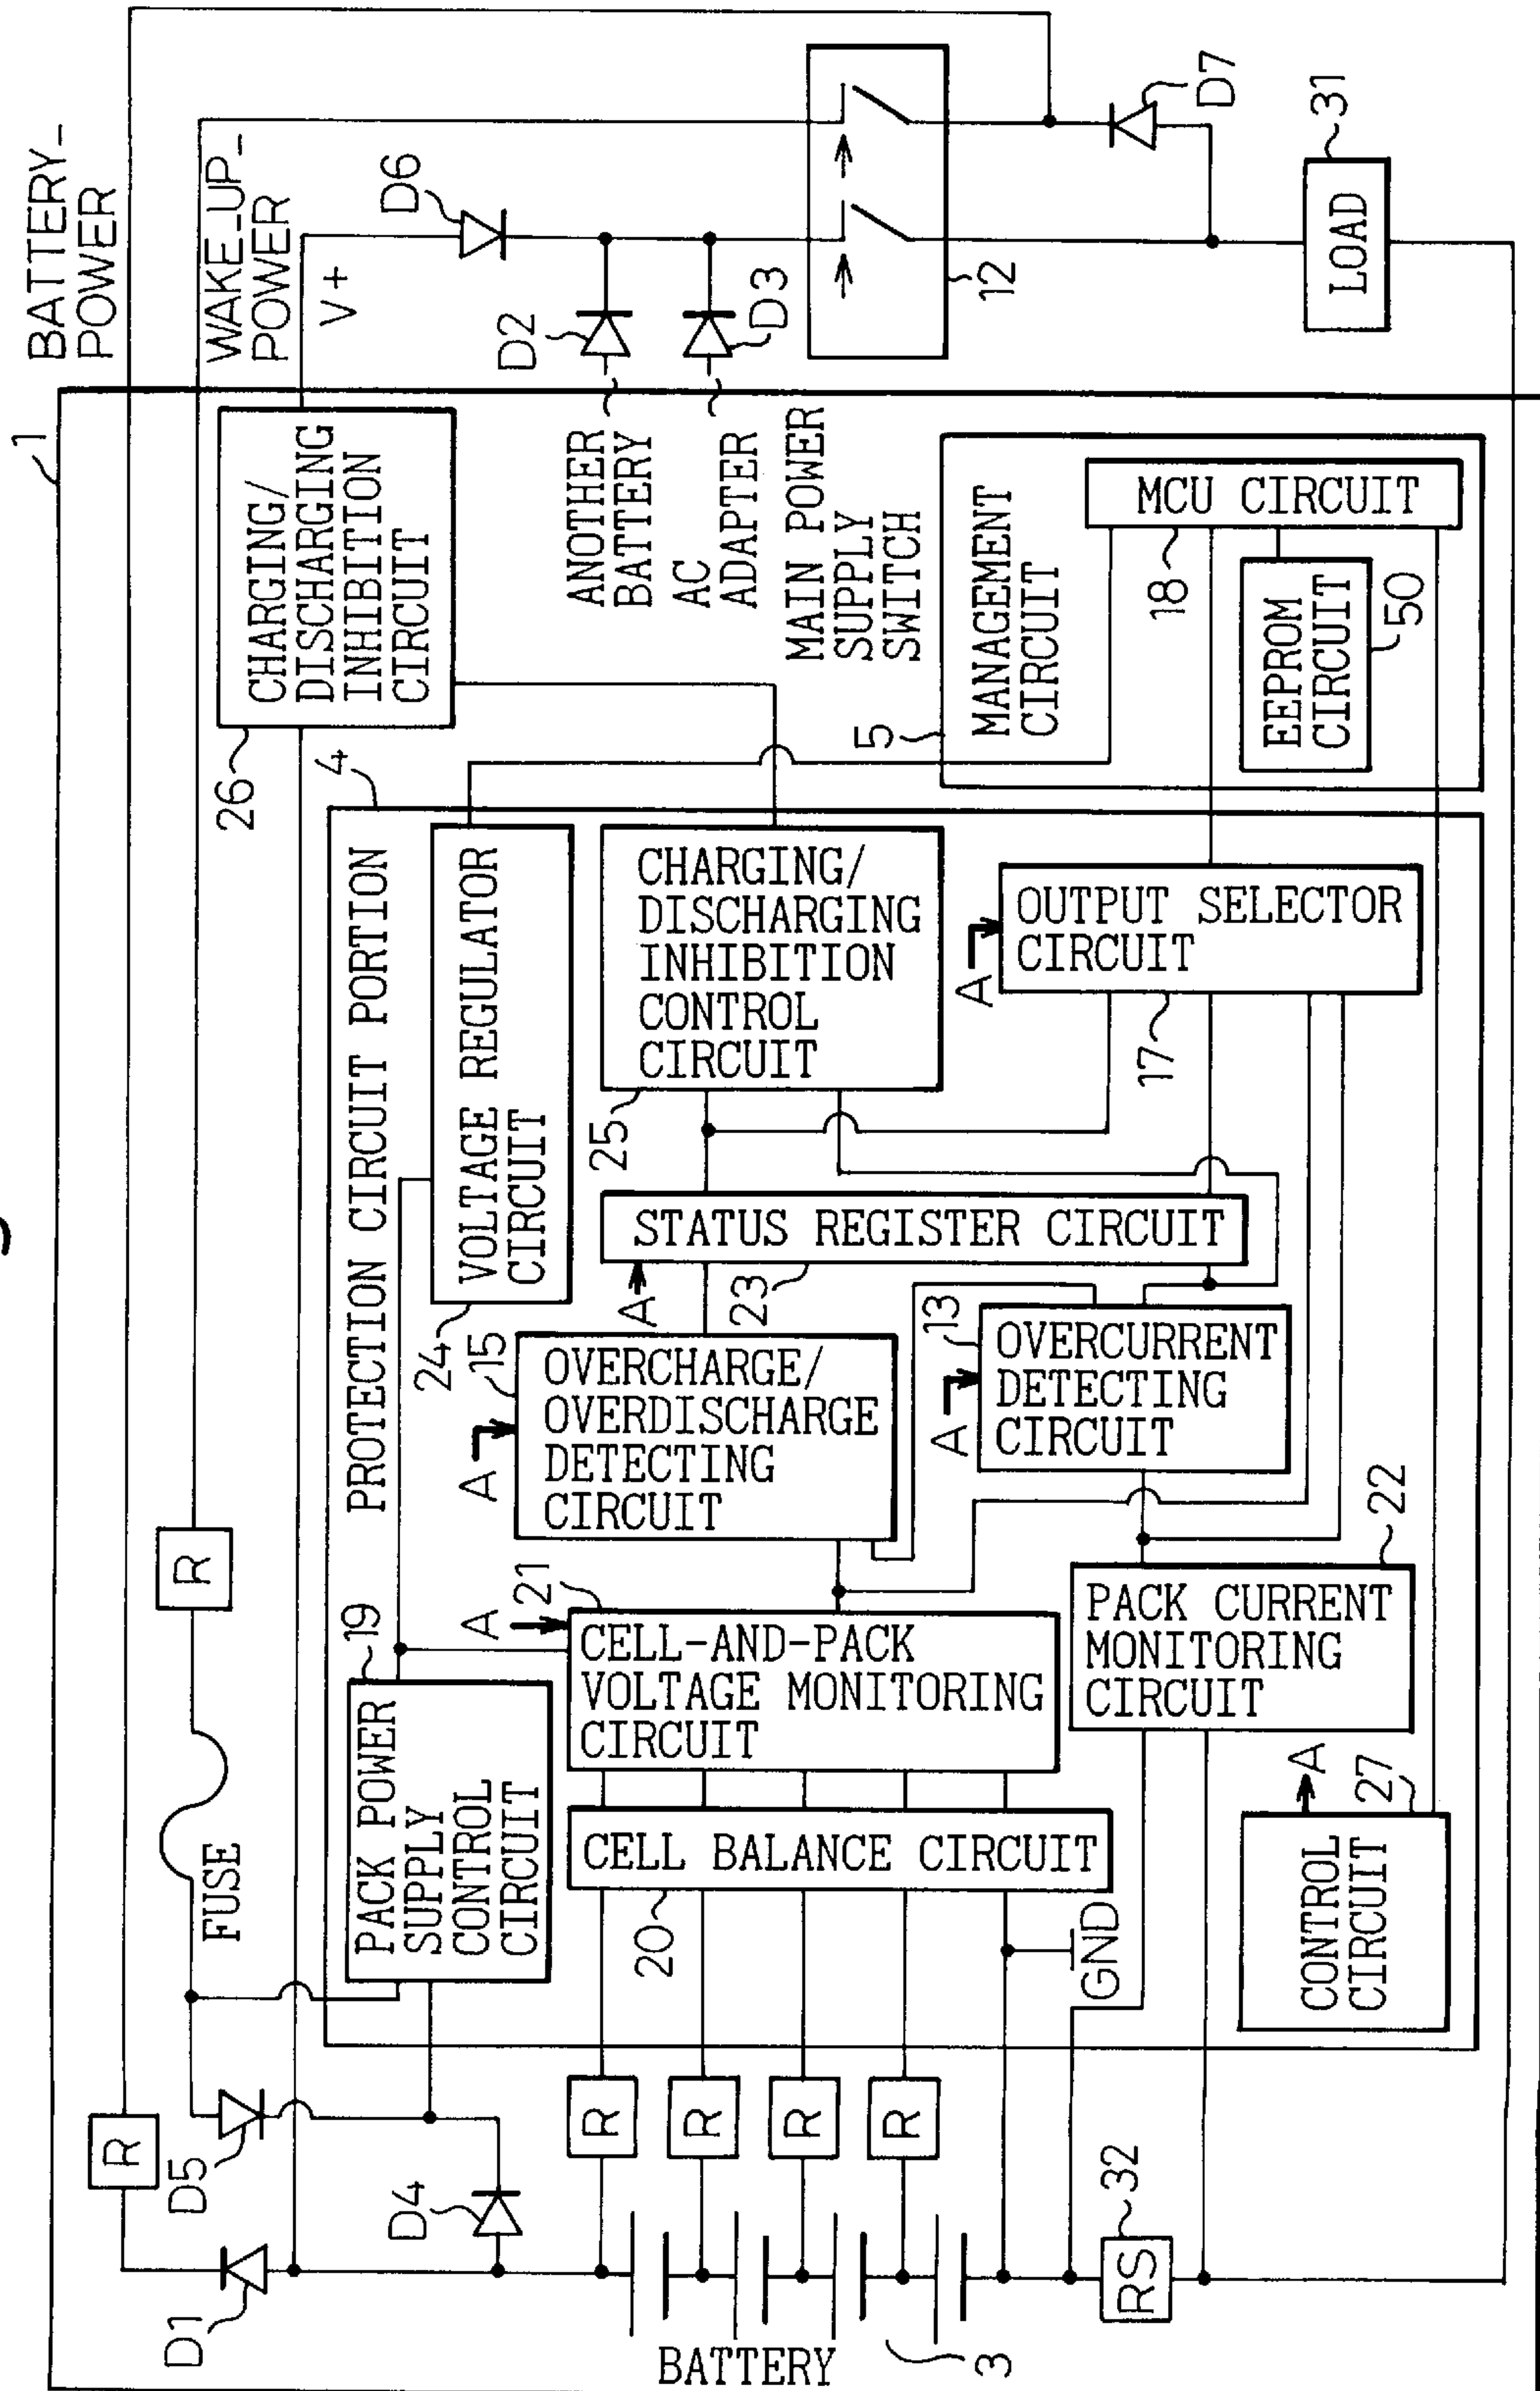 BATTERY-
POWER
WAKE_UP_
POWER
V+
1
D6
D2
D3
D7
12
31
LOAD
CHARGING/
DISCHARGING
INHIBITION
CIRCUIT
26
ANOTHER
BATTERY
AC
ADAPTER
MAIN POWER
SUPPLY
SWITCH
5
MANAGEMENT
CIRCUIT
MCU CIRCUIT
18
EEPROM
CIRCUIT
50
4
PROTECTION CIRCUIT PORTION
VOLTAGE REGULATOR
CIRCUIT
24
CHARGING/
DISCHARGING
INHIBITION
CONTROL
CIRCUIT
25
A
OUTPUT SELECTOR
CIRCUIT
17
STATUS REGISTER CIRCUIT
A
23
15
A
OVERCHARGE/
OVERDISCHARGE
DETECTING
CIRCUIT
13
A
OVERCURRENT
DETECTING
CIRCUIT
R
FUSE
19
PACK POWER
SUPPLY
CONTROL
CIRCUIT
A
21
CELL-AND-PACK
VOLTAGE MONITORING
CIRCUIT
22
PACK CURRENT
MONITORING
CIRCUIT
CELL BALANCE CIRCUIT
20
GND
A
27
CONTROL
CIRCUIT
R
D5
D4
D1
R
R
R
R
BATTERY
3
32
RS